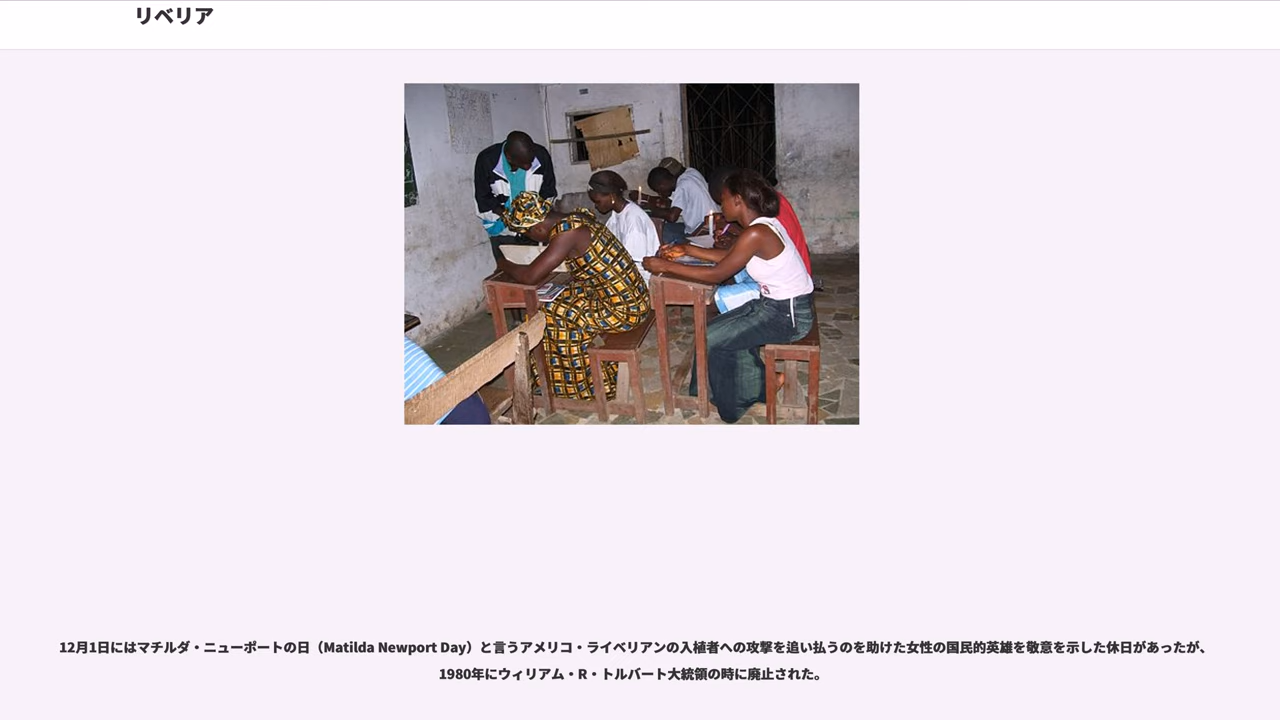 リベリア
12月1日にはマチルダ・ニューポートの日（Matilda Newport Day）と言うアメリコ・ライベリアンの入植者への攻撃を追い払うのを助けた女性の国民的英雄を敬意を示した休日があったが、
1980年にウィリアム・R・トルバート大統領の時に廃止された。